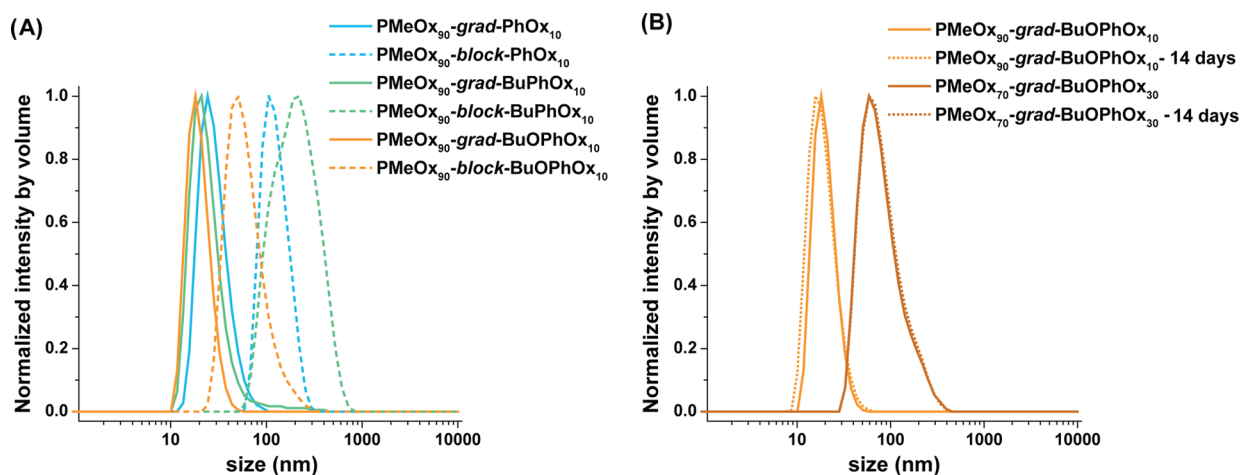 (A)
PMeOx90-grad-PhOx10
PMeOx90-block-PhOx10
PMeOx90-grad-BuPhOx10
PMeOx90-block-BuPhOx10
PMeOx90-grad-BuOPhOx10
PMeOx90-block-BuOPhOx10
Normalized intensity by volume
1.0
0.8
0.6
0.4
0.2
0.0
10
100
1000
10000
size (nm)
(B)
PMeOx90-grad-BuOPhOx10
PMeOx90-grad-BuOPhOx10- 14 days
PMeOx70-grad-BuOPhOx30
PMeOx70-grad-BuOPhOx30 - 14 days
Normalized intensity by volume
1.0
0.8
0.6
0.4
0.2
0.0
10
100
1000
10000
size (nm)